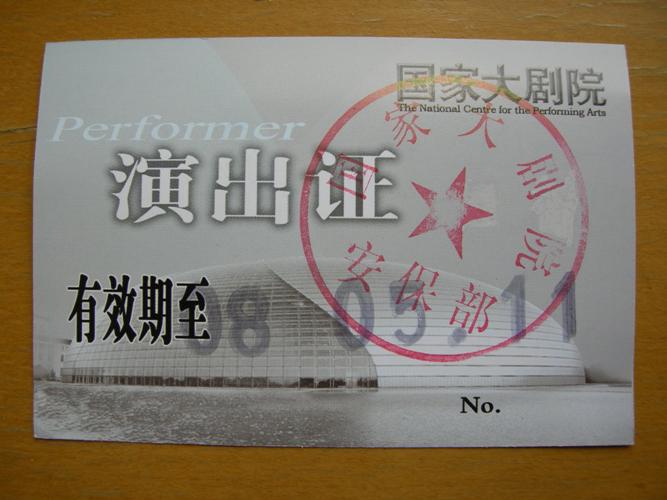 国家大剧院
The National Centre for the Performing Arts
Performer
演出证
国家大剧院
安保部
有效期至
08 05.11
No.